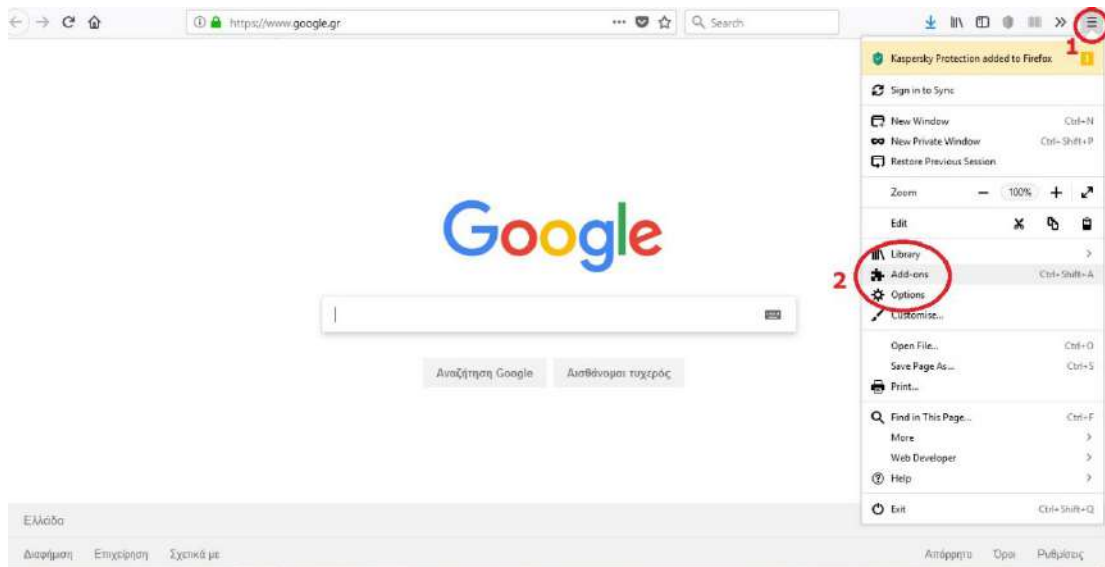 https://www.google.gr
Search
1
Kaspersky Protection added to Firefox
Sign in to Sync
New Window Ctrl+N
New Private Window Ctrl+Shift+P
Restore Previous Session
Zoom 100%
Edit
Library
2
Add-ons Ctrl+Shift+A
Options
Customise...
Open File... Ctrl+O
Save Page As... Ctrl+S
Print...
Find in This Page... Ctrl+F
More
Web Developer
Help
Exit Ctrl+Shift+Q
Google
Αναζήτηση Google Αισθάνομαι τυχερός
Ελλάδα
Διαφήμιση Επιχείρηση Σχετικά με Απόρρητο Όροι Ρυθμίσεις